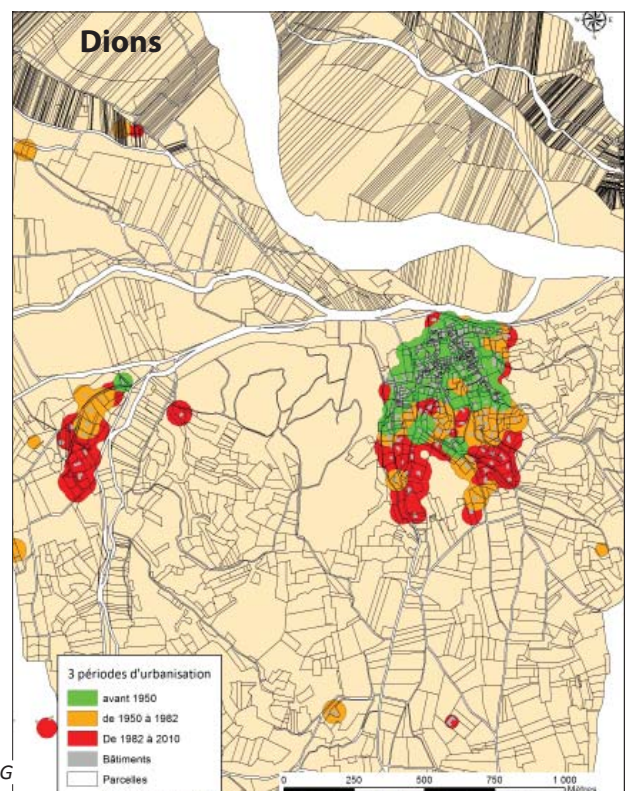 Dions
3 périodes d'urbanisation
avant 1950
de 1950 à 1982
De 1982 à 2010
Bâtiments
Parcelles
G
0 250 500 750 1 000
Mètres